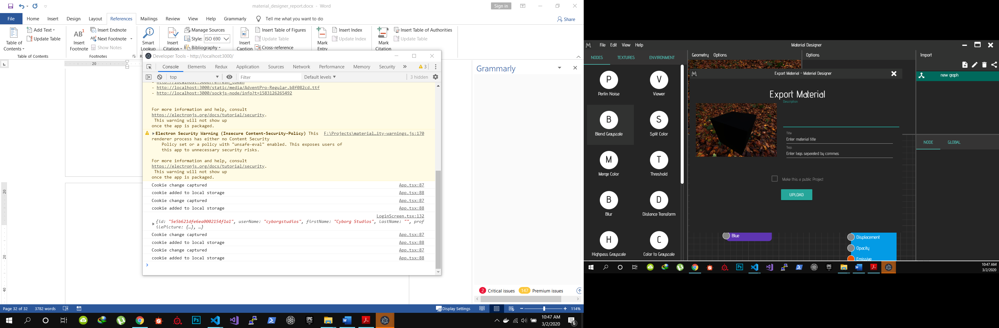 material_designer_report.docx - Word
Sign in
File Home Insert Design Layout References Mailings Review View Help Grammarly Tell me what you want to do Share
Table of Contents
Add Text
Update Table
Table of Contents
AB1 Insert Footnote
Insert Endnote
Next Footnote
Show Notes
Footnotes
Smart Lookup
Insert Citation
Manage Sources
Style: ISO 690
Bibliography
Insert Caption
Insert Table of Figures
Update Table
Cross-reference
Mark Entry
Insert Index
Update Index
Mark Citation
Insert Table of Authorities
Update Table
20
Developer Tools - http://localhost:3000/
Console Elements Redux Application Sources Network Performance Memory Security » 3
top Filter Default levels 3 hidden
- http://localhost:3000/refresh_token
- http://localhost:3000/static/media/AdventPro-Regular.b8f082cd.ttf
- http://localhost:3000/sockjs-node/info?t=1583126265492
For more information and help, consult
https://electronjs.org/docs/tutorial/security.
This warning will not show up
once the app is packaged.
Electron Security Warning (Insecure Content-Security-Policy) This F:\Projects\material…ity-warnings.js:170
renderer process has either no Content Security
Policy set or a policy with "unsafe-eval" enabled. This exposes users of
this app to unnecessary security risks.
For more information and help, consult
https://electronjs.org/docs/tutorial/security.
This warning will not show up
once the app is packaged.
Cookie change captured App.tsx:87
cookie added to local storage App.tsx:88
Cookie change captured App.tsx:87
cookie added to local storage App.tsx:88
LoginScreen.tsx:132
{id: "5e5b621dfe6ea0002154f1a1", userName: "cyborgstudios", firstName: "Cyborg Studios", lastName: "", prof
ilePicture: {…}, …}
Cookie change captured App.tsx:87
cookie added to local storage App.tsx:88
Cookie change captured App.tsx:87
cookie added to local storage App.tsx:88
20
20
40
Grammarly
2 Critical issues 147 Premium issues
Page 32 of 32 3782 words Display Settings 114%
Ps EPIC GAMES
10:47 AM
3/2/2020
6
File Edit View Help Material Designer
NODES TEXTURES ENVIRONMENT
P V
Perlin Noise Viewer
B S
Blend Grayscale Split Color
M T
Merge Color Threshold
B D
Blur Distance Transform
H C
Highpass Grayscale Color to Grayscale
Geometry Options
Options
Import
new graph
Export Material - Material Designer
Export Material
Description
Title
Enter material title
Tags
Enter tags separated by commas
Make this a public Project
UPLOAD
NODE GLOBAL
Blue
Displacement
Opacity
Emissive
Ps EPIC GAMES
10:47 AM
3/2/2020